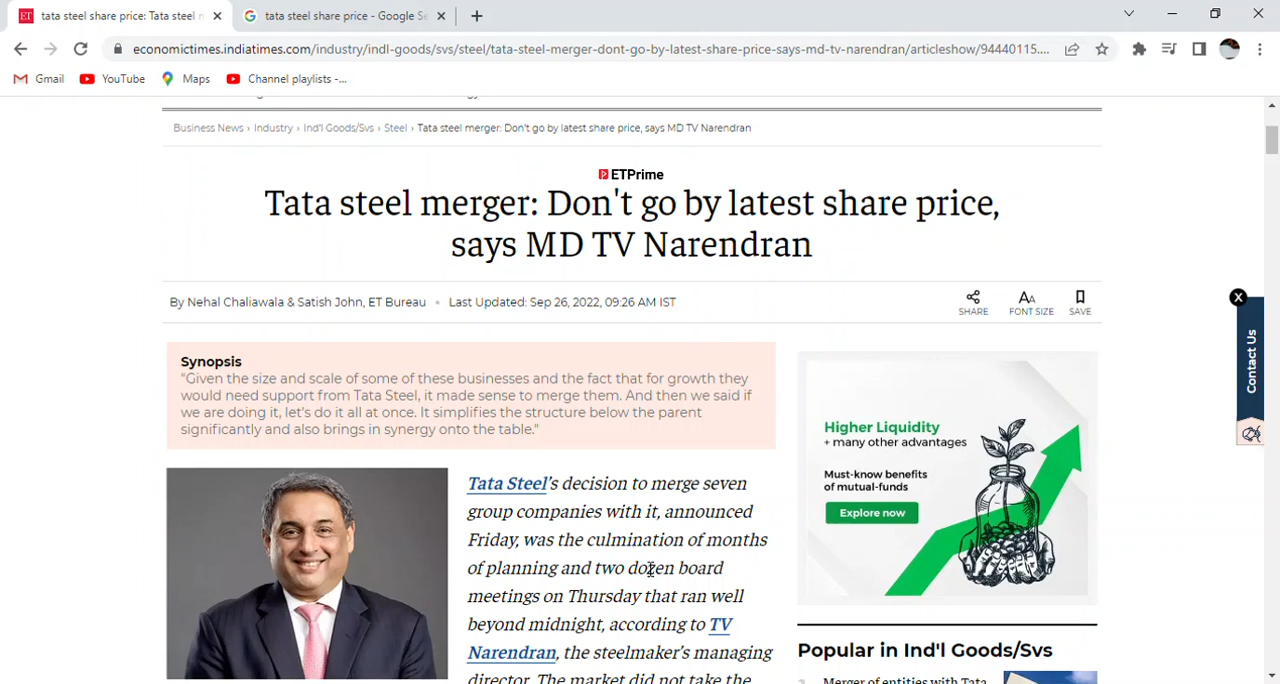 tata steel share price: Tata steel m
tata steel share price - Google Se
economictimes.indiatimes.com/industry/indl-goods/svs/steel/tata-steel-merger-dont-go-by-latest-share-price-says-md-tv-narendran/articleshow/94440115....
Gmail
YouTube
Maps
Channel playlists -...
Business News › Industry › Ind'l Goods/Svs › Steel › Tata steel merger: Don't go by latest share price, says MD TV Narendran
ETPrime
Tata steel merger: Don't go by latest share price,
says MD TV Narendran
By Nehal Chaliawala & Satish John, ET Bureau • Last Updated: Sep 26, 2022, 09:26 AM IST
SHARE
FONT SIZE
SAVE
Synopsis
"Given the size and scale of some of these businesses and the fact that for growth they
would need support from Tata Steel, it made sense to merge them. And then we said if
we are doing it, let's do it all at once. It simplifies the structure below the parent
significantly and also brings in synergy onto the table."
Tata Steel's decision to merge seven
group companies with it, announced
Friday, was the culmination of months
of planning and two dozen board
meetings on Thursday that ran well
beyond midnight, according to TV
Narendran, the steelmaker's managing
director. The market did not take the
Higher Liquidity
+ many other advantages
Must-know benefits
of mutual-funds
Explore now
Popular in Ind'l Goods/Svs
Merger of entities with Tata
Contact Us